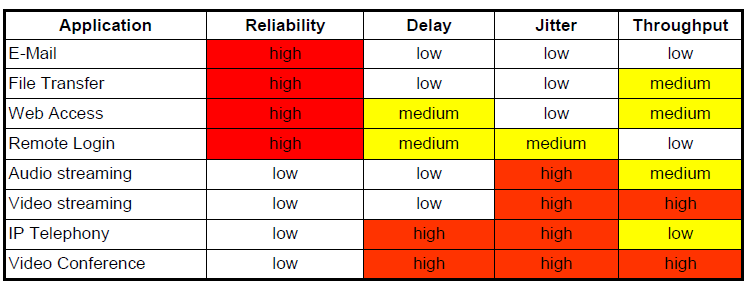 Application Reliability Delay Jitter Throughput
E-Mail high low low low
File Transfer high low low medium
Web Access high medium low medium
Remote Login high medium medium low
Audio streaming low low high medium
Video streaming low low high high
IP Telephony low high high low
Video Conference low high high high